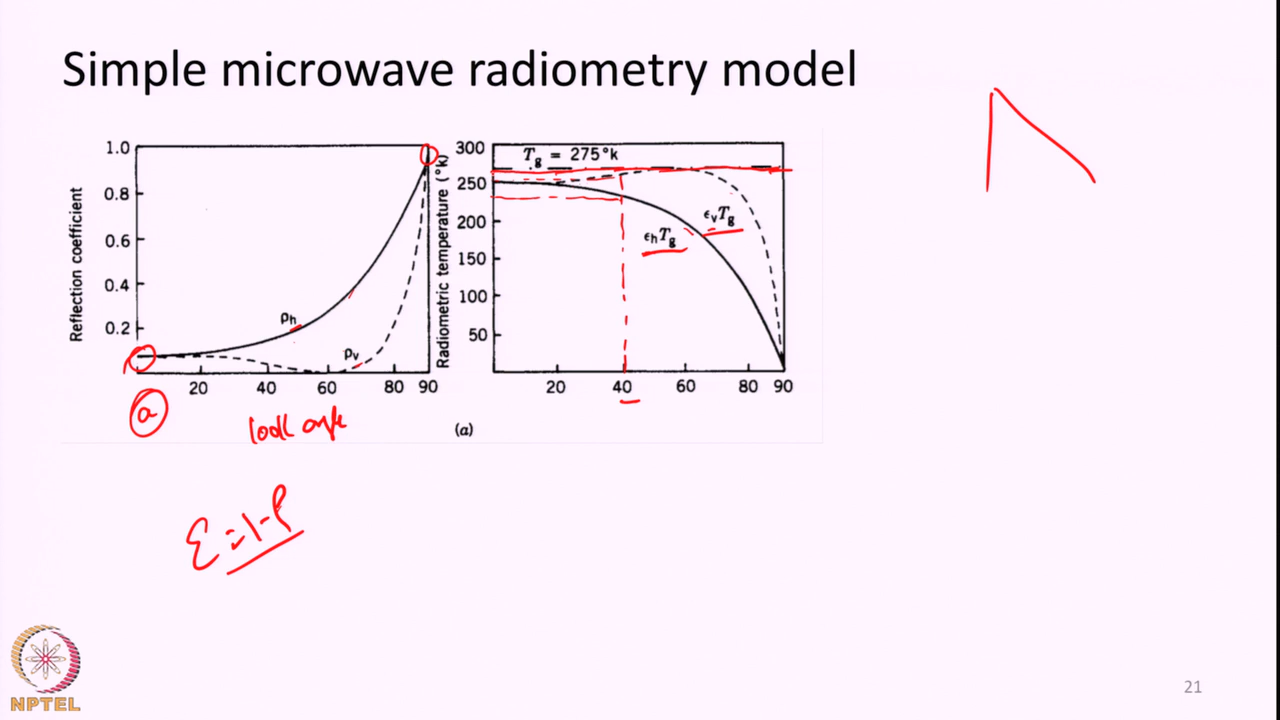 Simple microwave radiometry model
Reflection coefficient
1.0
0.8
0.6
0.4
0.2
ρh
ρv
20 40 60 80 90
look angle
a
Radiometric temperature (°k)
300
250
200
150
100
50
Tg = 275°k
εvTg
εhTg
20 40 60 80 90
(a)
ε = 1-ρ
NPTEL
21